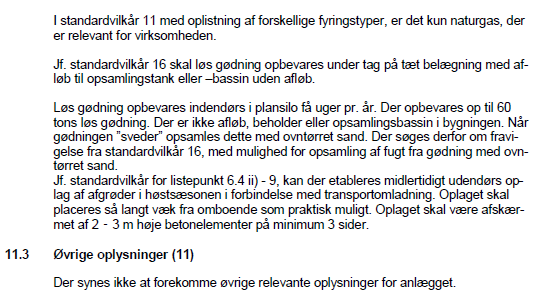 I standardvilkår 11 med oplistning af forskellige fyringstyper, er det kun naturgas, der
er relevant for virksomheden.
Jf. standardvilkår 16 skal løs gødning opbevares under tag på tæt belægning med af-
løb til opsamlingstank eller –bassin uden afløb.
Løs gødning opbevares indendørs i plansilo få uger pr. år. Der opbevares op til 60
tons løs gødning. Der er ikke afløb, beholder eller opsamlingsbassin i bygningen. Når
gødningen ”sveder” opsamles dette med ovntørret sand. Der søges derfor om fravi-
gelse fra standardvilkår 16, med mulighed for opsamling af fugt fra gødning med ovn-
tørret sand.
Jf. standardvilkår for listepunkt 6.4 ii) - 9, kan der etableres midlertidigt udendørs op-
lag af afgrøder i høstsæsonen i forbindelse med transportomladning. Oplaget skal
placeres så langt væk fra omboende som praktisk muligt. Oplaget skal være afskær-
met af 2 - 3 m høje betonelementer på minimum 3 sider.
11.3 Øvrige oplysninger (11)
Der synes ikke at forekomme øvrige relevante oplysninger for anlægget.